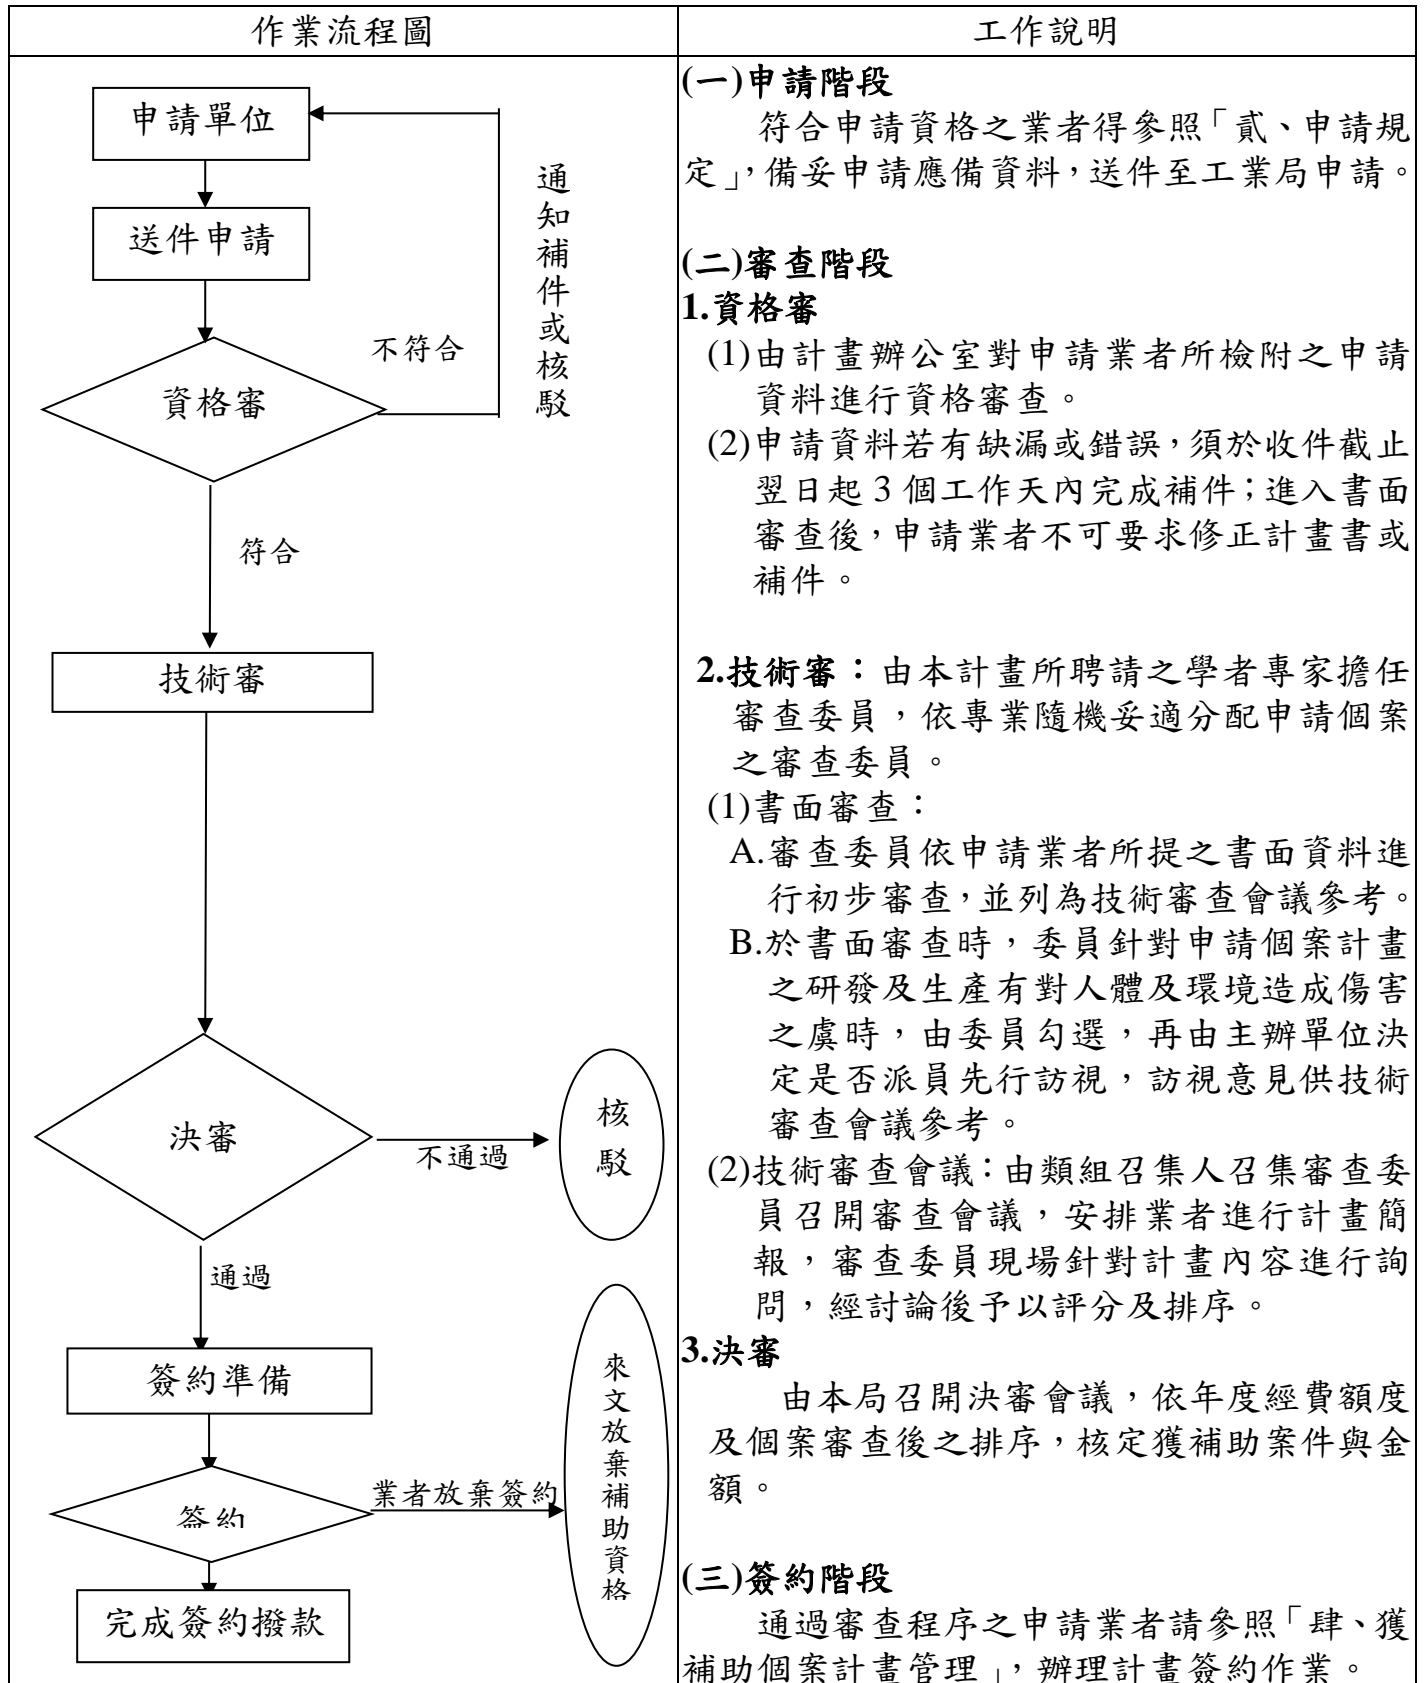 作業流程圖
工作說明
申請單位
送件申請
通知補件或核駁
不符合
資格審
符合
技術審
決審
不通過
核駁
通過
簽約準備
簽約
業者放棄簽約
來文放棄補助資格
完成簽約撥款
(一)申請階段
符合申請資格之業者得參照「貳、申請規
定」,備妥申請應備資料,送件至工業局申請。
(二)審查階段
1.資格審
(1)由計畫辦公室對申請業者所檢附之申請
資料進行資格審查。
(2)申請資料若有缺漏或錯誤,須於收件截止
翌日起 3 個工作天內完成補件;進入書面
審查後,申請業者不可要求修正計畫書或
補件。
2.技術審:由本計畫所聘請之學者專家擔任
審查委員,依專業隨機妥適分配申請個案
之審查委員。
(1)書面審查:
A.審查委員依申請業者所提之書面資料進
行初步審查,並列為技術審查會議參考。
B.於書面審查時,委員針對申請個案計畫
之研發及生產有對人體及環境造成傷害
之虞時,由委員勾選,再由主辦單位決
定是否派員先行訪視,訪視意見供技術
審查會議參考。
(2)技術審查會議:由類組召集人召集審查委
員召開審查會議,安排業者進行計畫簡
報,審查委員現場針對計畫內容進行詢
問,經討論後予以評分及排序。
3.決審
由本局召開決審會議,依年度經費額度
及個案審查後之排序,核定獲補助案件與金
額。
(三)簽約階段
通過審查程序之申請業者請參照「肆、獲
補助個案計畫管理」,辦理計畫簽約作業。